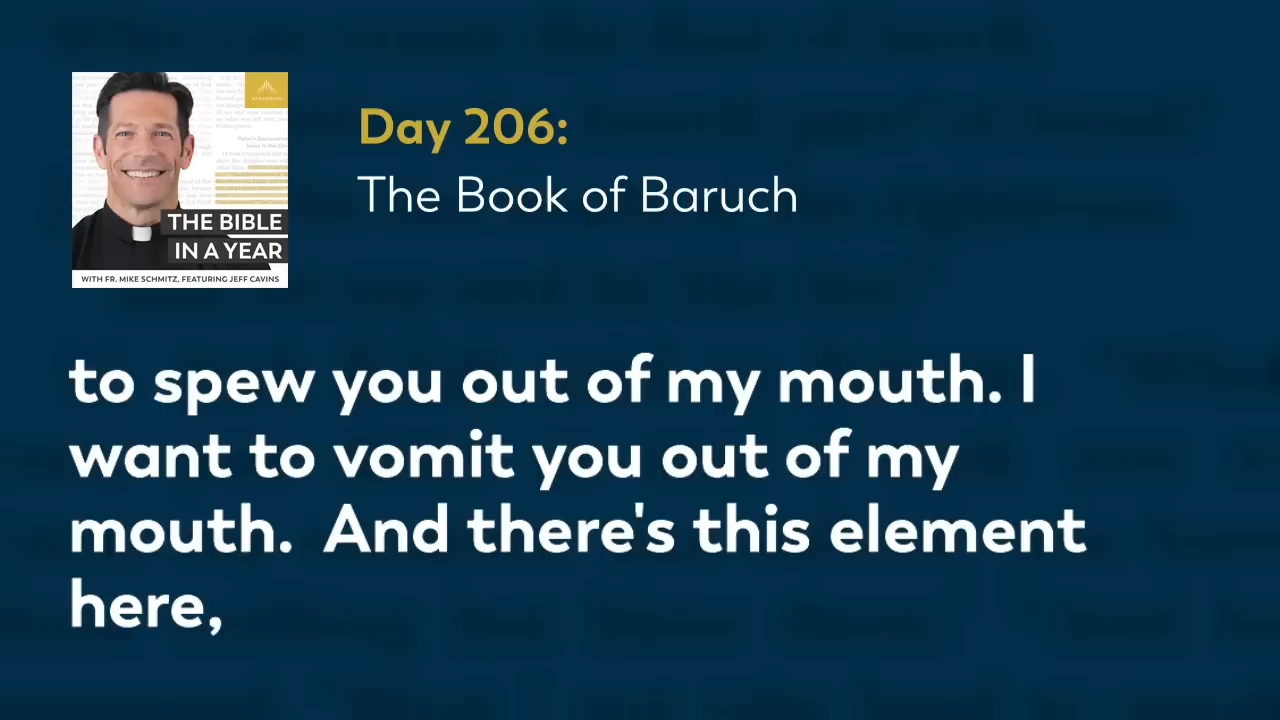 THE BIBLE
IN A YEAR
WITH FR. MIKE SCHMITZ, FEATURING JEFF CAVINS
Day 206:
The Book of Baruch
to spew you out of my mouth. I
want to vomit you out of my
mouth.  And there's this element
here,